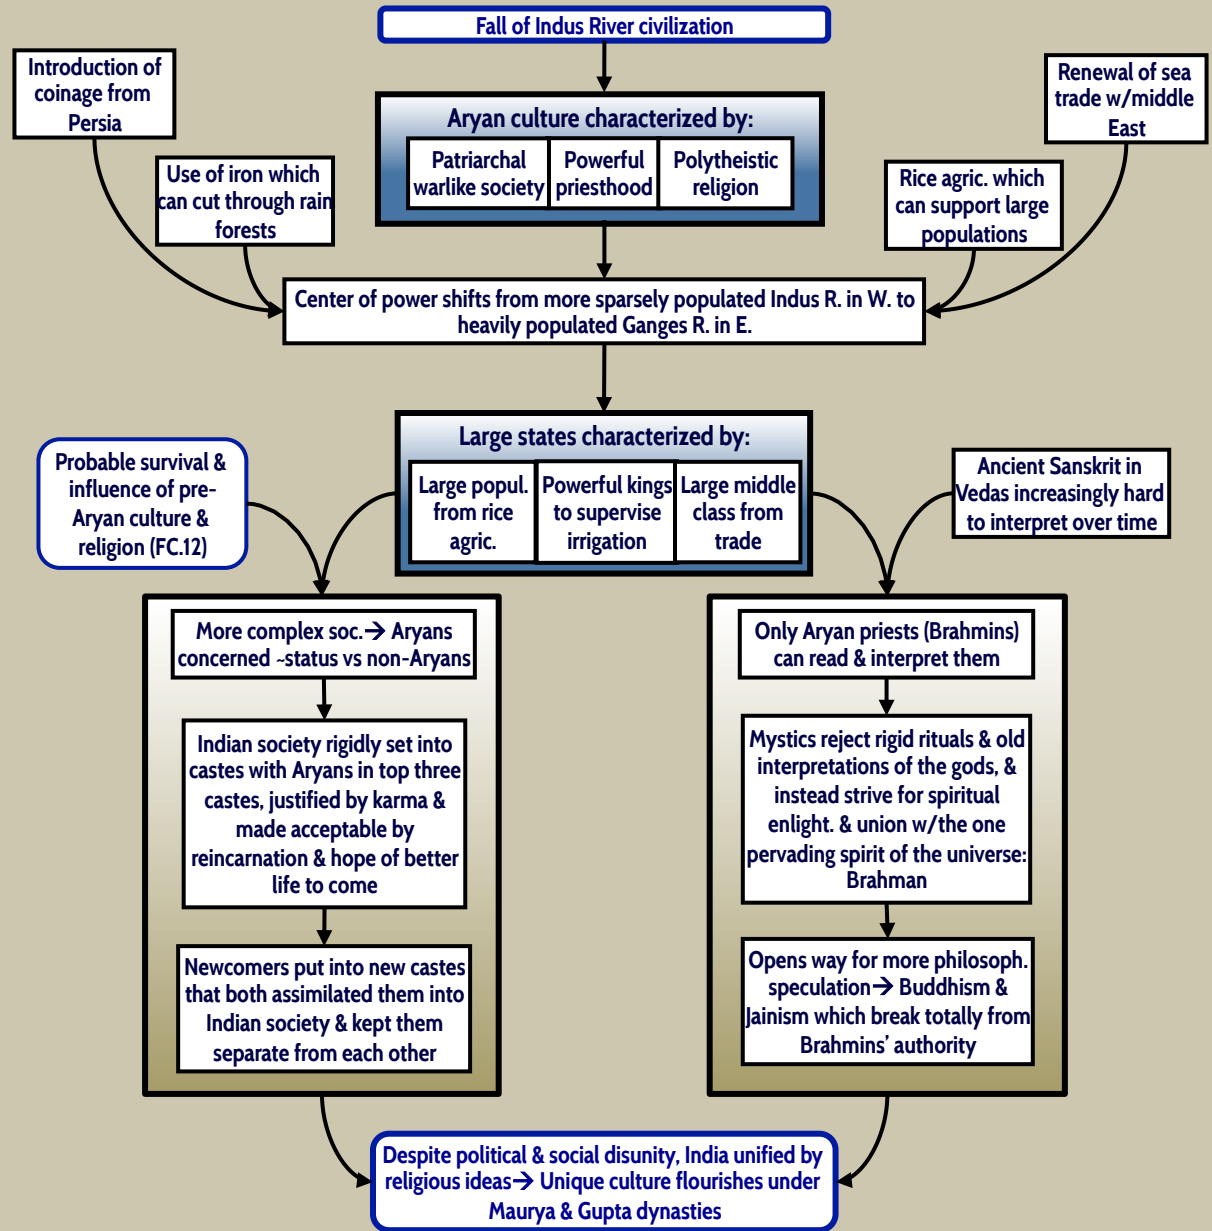 Fall of Indus River civilization
Introduction of
coinage from
Persia
Renewal of sea
trade w/middle
East
Aryan culture characterized by:
Patriarchal
warlike society
Powerful
priesthood
Polytheistic
religion
Use of iron which
can cut through rain
forests
Rice agric. which
can support large
populations
Center of power shifts from more sparsely populated Indus R. in W. to
heavily populated Ganges R. in E.
Large states characterized by:
Large popul.
from rice
agric.
Powerful kings
to supervise
irrigation
Large middle
class from
trade
Probable survival &
influence of pre-
Aryan culture &
religion (FC.12)
Ancient Sanskrit in
Vedas increasingly hard
to interpret over time
More complex soc.→ Aryans
concerned ~status vs non-Aryans
Indian society rigidly set into
castes with Aryans in top three
castes, justified by karma &
made acceptable by
reincarnation & hope of better
life to come
Newcomers put into new castes
that both assimilated them into
Indian society & kept them
separate from each other
Only Aryan priests (Brahmins)
can read & interpret them
Mystics reject rigid rituals & old
interpretations of the gods, &
instead strive for spiritual
enlight. & union w/the one
pervading spirit of the universe:
Brahman
Opens way for more philosoph.
speculation→ Buddhism &
Jainism which break totally from
Brahmins’ authority
Despite political & social disunity, India unified by
religious ideas→ Unique culture flourishes under
Maurya & Gupta dynasties